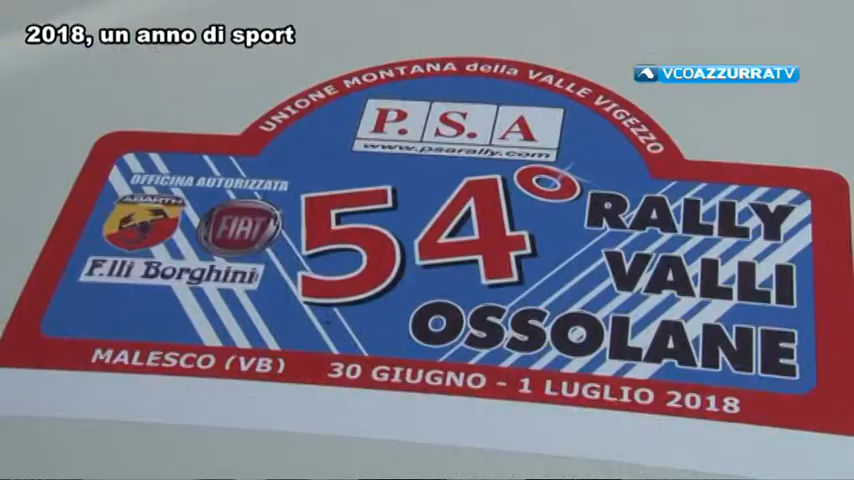 2018, un anno di sport
VCOAZZURRATV
UNIONE MONTANA della VALLE VIGEZZO
P.S.A
www.psarally.com
OFFICINA AUTORIZZATA
ABARTH
FIAT
F.lli Borghini
54°
RALLY
VALLI
OSSOLANE
MALESCO (VB)
30 GIUGNO - 1 LUGLIO 2018